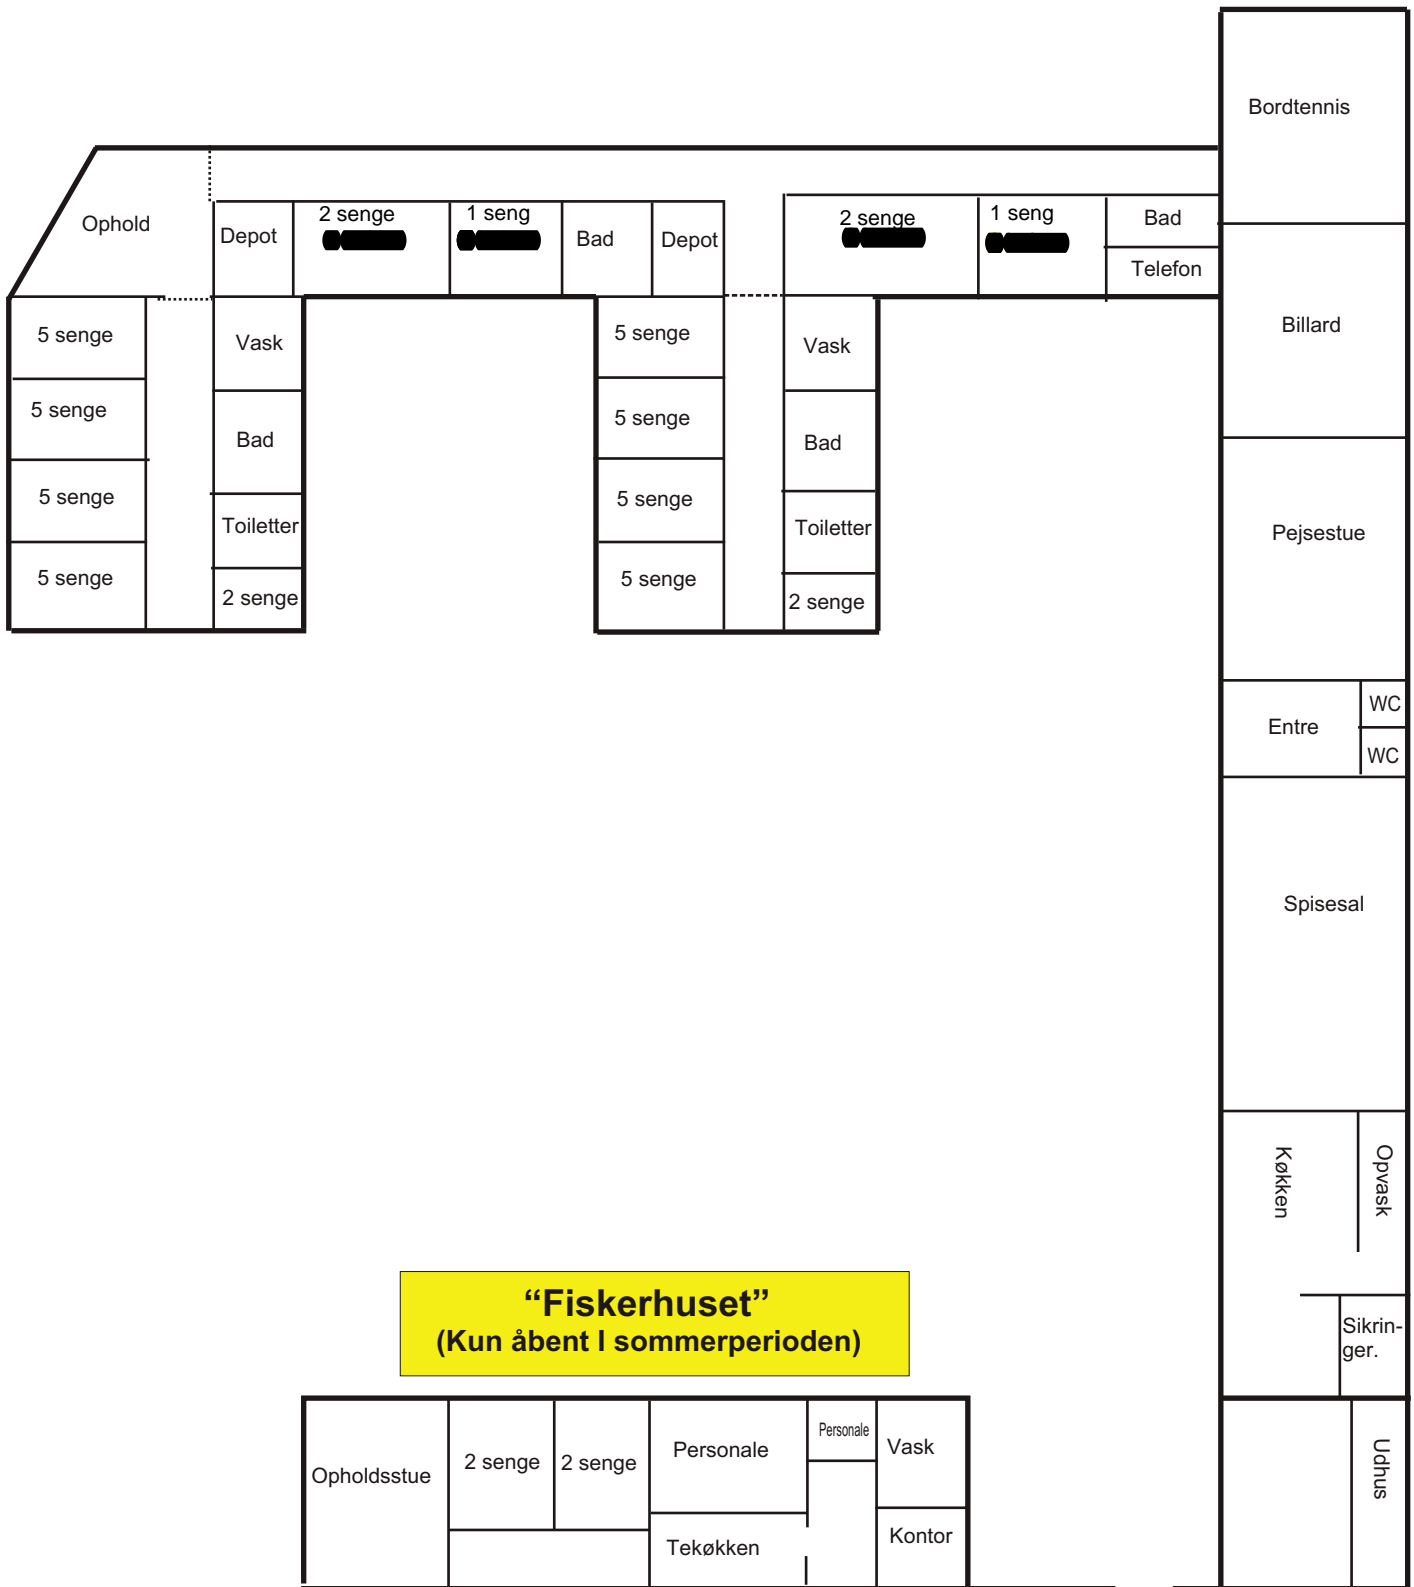 Bordtennis
Ophold
Depot
2 senge
1 seng
Bad
Depot
2 senge
1 seng
Bad
Telefon
5 senge
5 senge
5 senge
5 senge
Vask
Bad
Toiletter
2 senge
5 senge
5 senge
5 senge
5 senge
Vask
Bad
Toiletter
2 senge
Billard
Pejsestue
Entre
WC
WC
Spisesal
Køkken
Opvask
Sikrin-
ger.
Udhus
“Fiskerhuset”
(Kun åbent I sommerperioden)
Opholdsstue
2 senge
2 senge
Personale
Tekøkken
Personale
Vask
Kontor